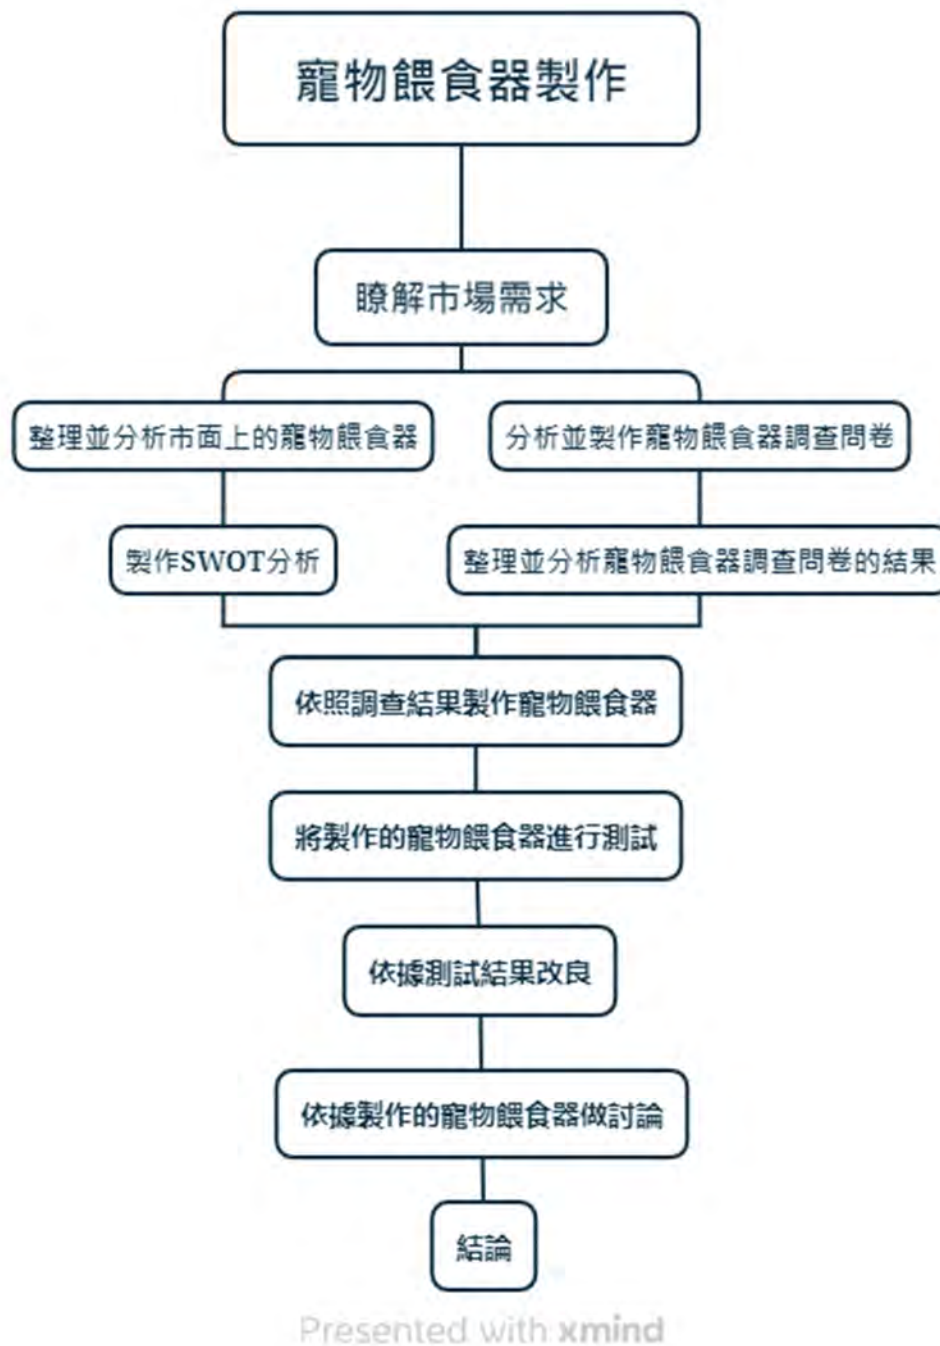 寵物餵食器製作
瞭解市場需求
整理並分析市面上的寵物餵食器
分析並製作寵物餵食器調查問卷
製作SWOT分析
整理並分析寵物餵食器調查問卷的結果
依照調查結果製作寵物餵食器
將製作的寵物餵食器進行測試
依據測試結果改良
依據製作的寵物餵食器做討論
結論
Presented with xmind